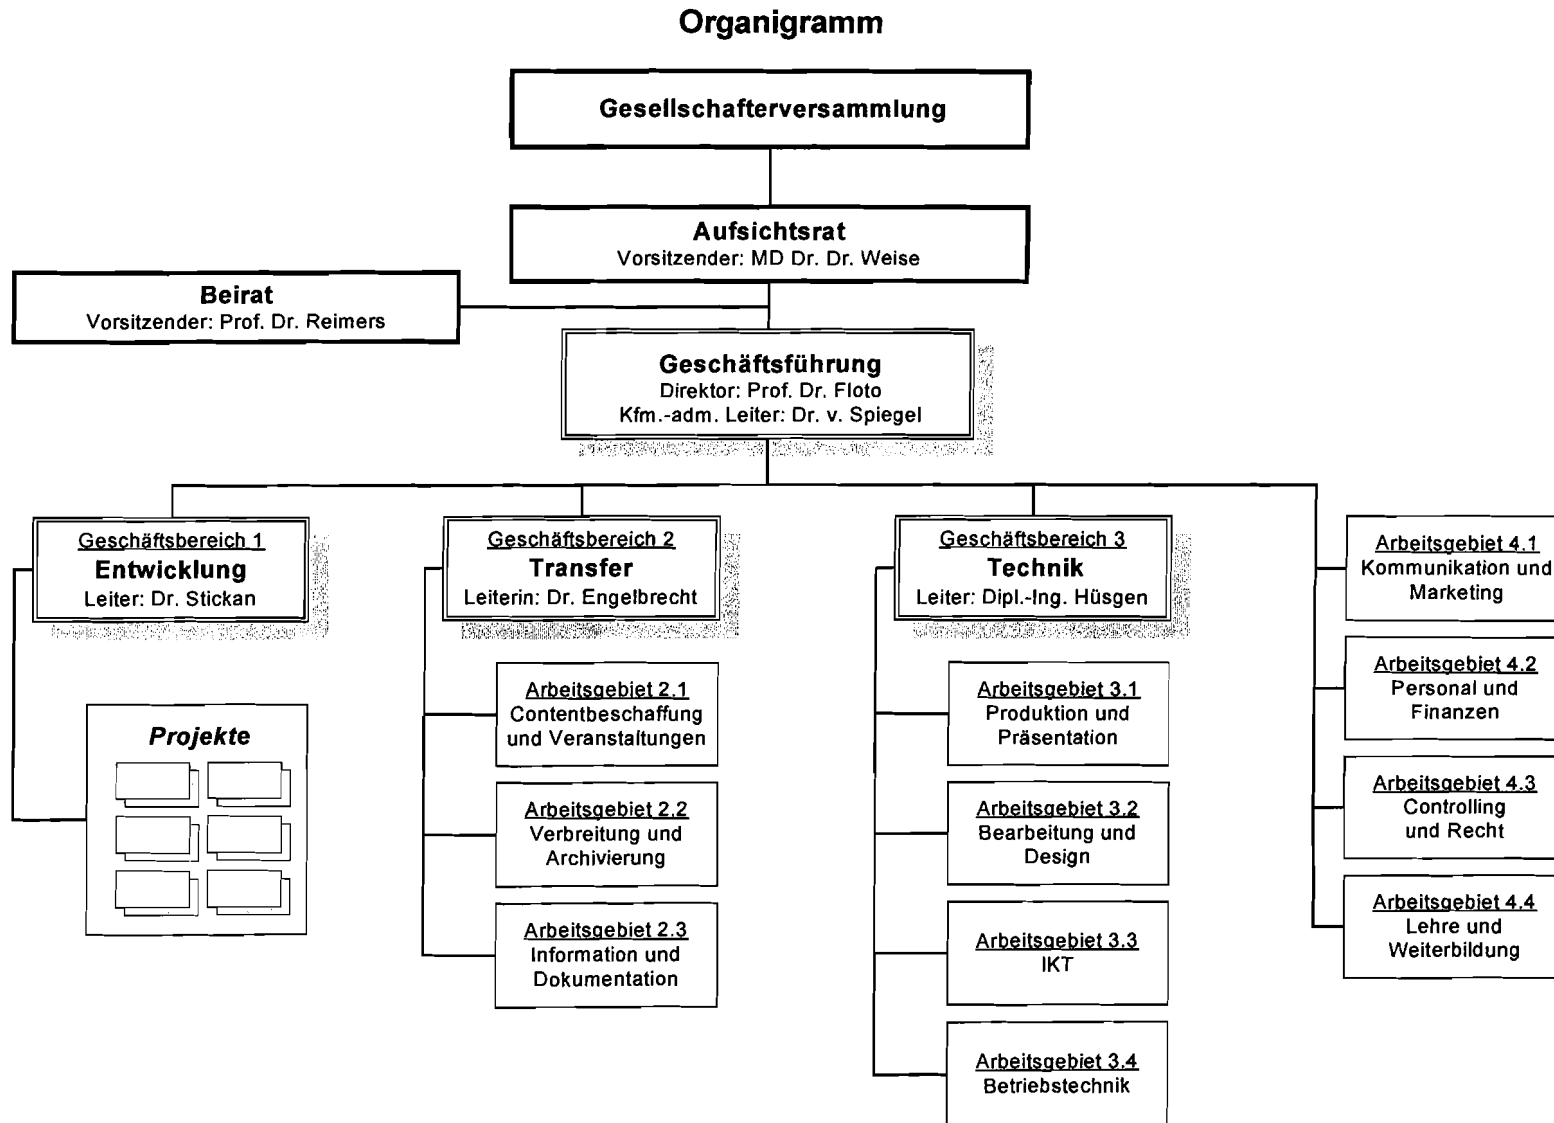 Organigramm
Gesellschafterversammlung
Aufsichtsrat
Vorsitzender: MD Dr. Dr. Weise
Beirat
Vorsitzender: Prof. Dr. Reimers
Geschäftsführung
Direktor: Prof. Dr. Floto
Kfm.-adm. Leiter: Dr. v. Spiegel
Geschäftsbereich 1
Entwicklung
Leiter: Dr. Stickan
Projekte
Geschäftsbereich 2
Transfer
Leiterin: Dr. Engelbrecht
Arbeitsgebiet 2.1
Contentbeschaffung
und Veranstaltungen
Arbeitsgebiet 2.2
Verbreitung und
Archivierung
Arbeitsgebiet 2.3
Information und
Dokumentation
Geschäftsbereich 3
Technik
Leiter: Dipl.-Ing. Hüsgen
Arbeitsgebiet 3.1
Produktion und
Präsentation
Arbeitsgebiet 3.2
Bearbeitung und
Design
Arbeitsgebiet 3.3
IKT
Arbeitsgebiet 3.4
Betriebstechnik
Arbeitsgebiet 4.1
Kommunikation und
Marketing
Arbeitsgebiet 4.2
Personal und
Finanzen
Arbeitsgebiet 4.3
Controlling
und Recht
Arbeitsgebiet 4.4
Lehre und
Weiterbildung